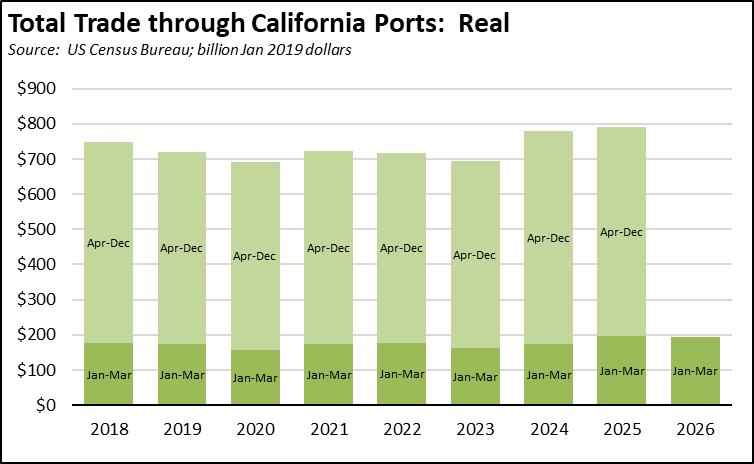 Total Trade through California Ports:  Real
Source:  US Census Bureau; billion Jan 2019 dollars
$900
$800
$700
$600
$500
$400
$300
$200
$100
$0
Apr-Dec Apr-Dec Apr-Dec Apr-Dec Apr-Dec Apr-Dec Apr-Dec Apr-Dec
Jan-Mar Jan-Mar Jan-Mar Jan-Mar Jan-Mar Jan-Mar Jan-Mar Jan-Mar Jan-Mar
2018 2019 2020 2021 2022 2023 2024 2025 2026